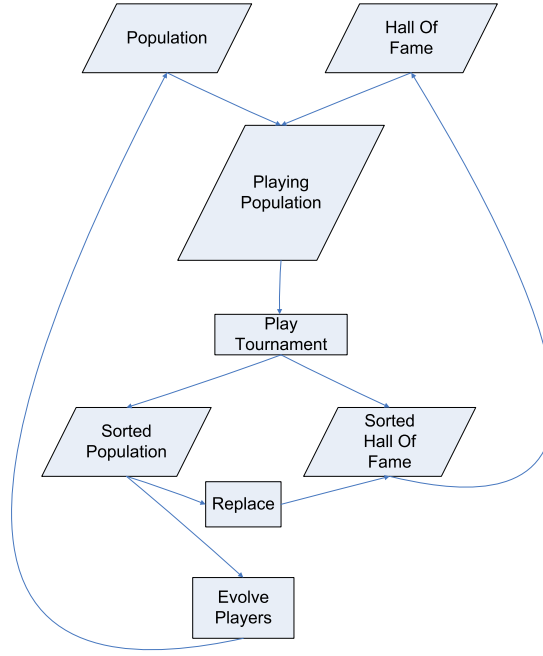 Population
Hall Of
Fame
Playing
Population
Play
Tournament
Sorted
Population
Sorted
Hall Of
Fame
Replace
Evolve
Players